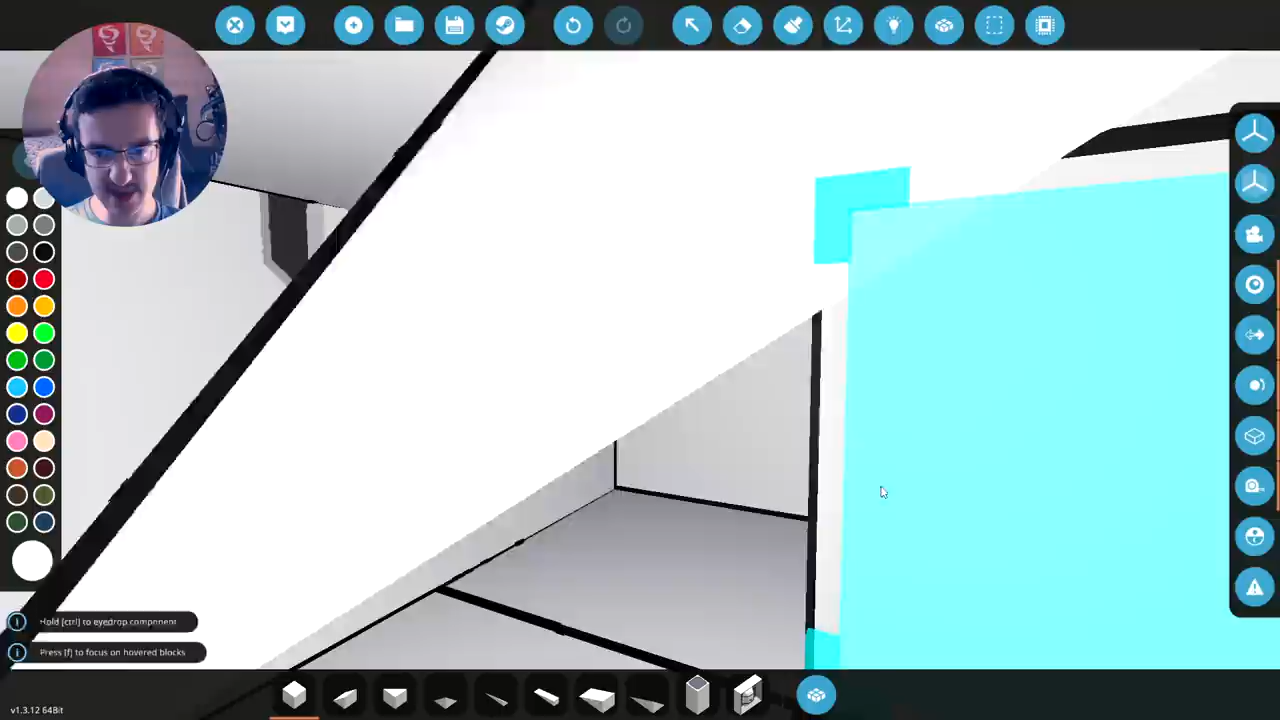 Hold [ctrl] to eyedrop component
Press [f] to focus on hovered blocks
v1.3.12 64Bit